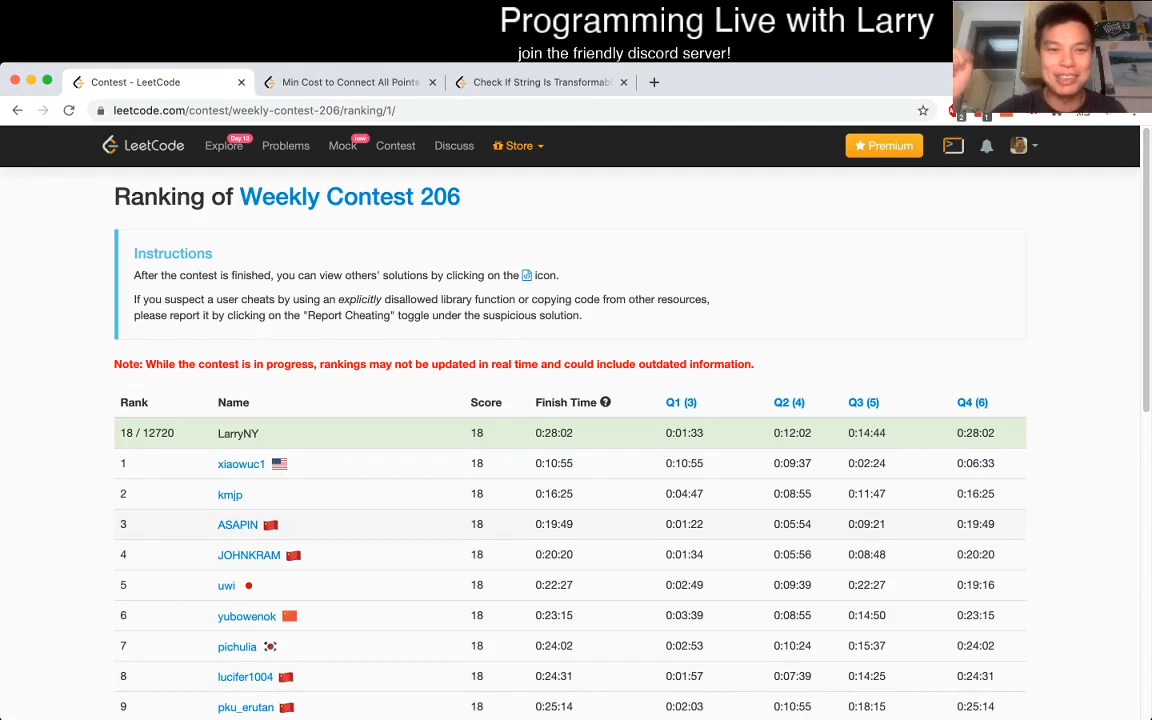 Programming Live with Larry
join the friendly discord server!
Contest - LeetCode
Min Cost to Connect All Points
Check If String Is Transformab
leetcode.com/contest/weekly-contest-206/ranking/1/
2
1
LeetCode
Explore
Day 12
Problems
Mock
new
Contest
Discuss
Store
Premium
Ranking of Weekly Contest 206
Instructions
After the contest is finished, you can view others' solutions by clicking on the icon.
If you suspect a user cheats by using an explicitly disallowed library function or copying code from other resources,
please report it by clicking on the "Report Cheating" toggle under the suspicious solution.
Note: While the contest is in progress, rankings may not be updated in real time and could include outdated information.
Rank Name Score Finish Time Q1 (3) Q2 (4) Q3 (5) Q4 (6)
18 / 12720 LarryNY 18 0:28:02 0:01:33 0:12:02 0:14:44 0:28:02
1 xiaowuc1 18 0:10:55 0:10:55 0:09:37 0:02:24 0:06:33
2 kmjp 18 0:16:25 0:04:47 0:08:55 0:11:47 0:16:25
3 ASAPIN 18 0:19:49 0:01:22 0:05:54 0:09:21 0:19:49
4 JOHNKRAM 18 0:20:20 0:01:34 0:05:56 0:08:48 0:20:20
5 uwi 18 0:22:27 0:02:49 0:09:39 0:22:27 0:19:16
6 yubowenok 18 0:23:15 0:03:39 0:08:55 0:14:50 0:23:15
7 pichulia 18 0:24:02 0:02:53 0:10:24 0:15:37 0:24:02
8 lucifer1004 18 0:24:31 0:01:57 0:07:39 0:14:25 0:24:31
9 pku_erutan 18 0:25:14 0:02:03 0:10:55 0:18:15 0:25:14